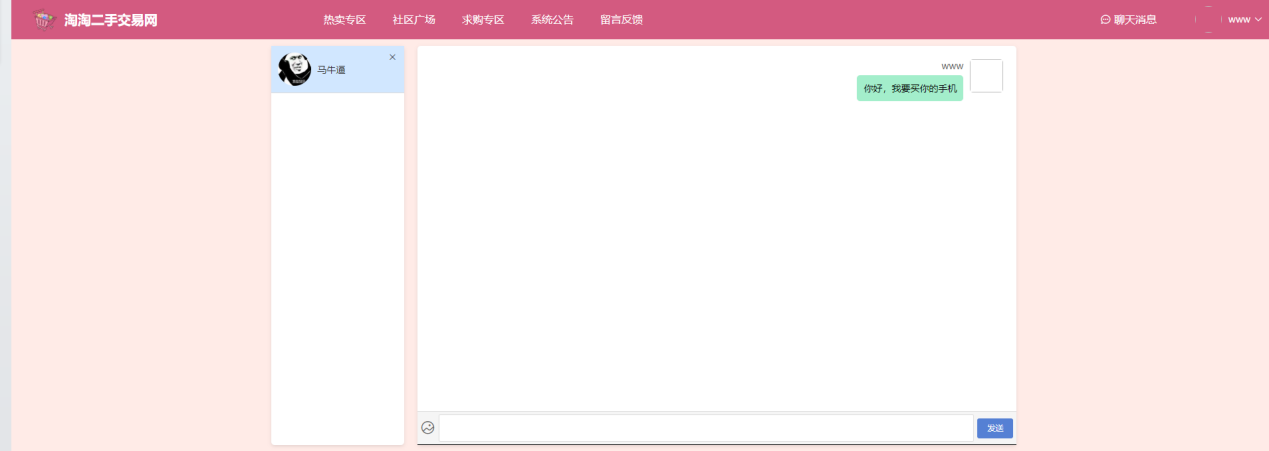 淘淘二手交易网 热卖专区 社区广场 求购专区 系统公告 留言反馈 聊天消息 www
马牛逼
www
你好，我要买你的手机
发送